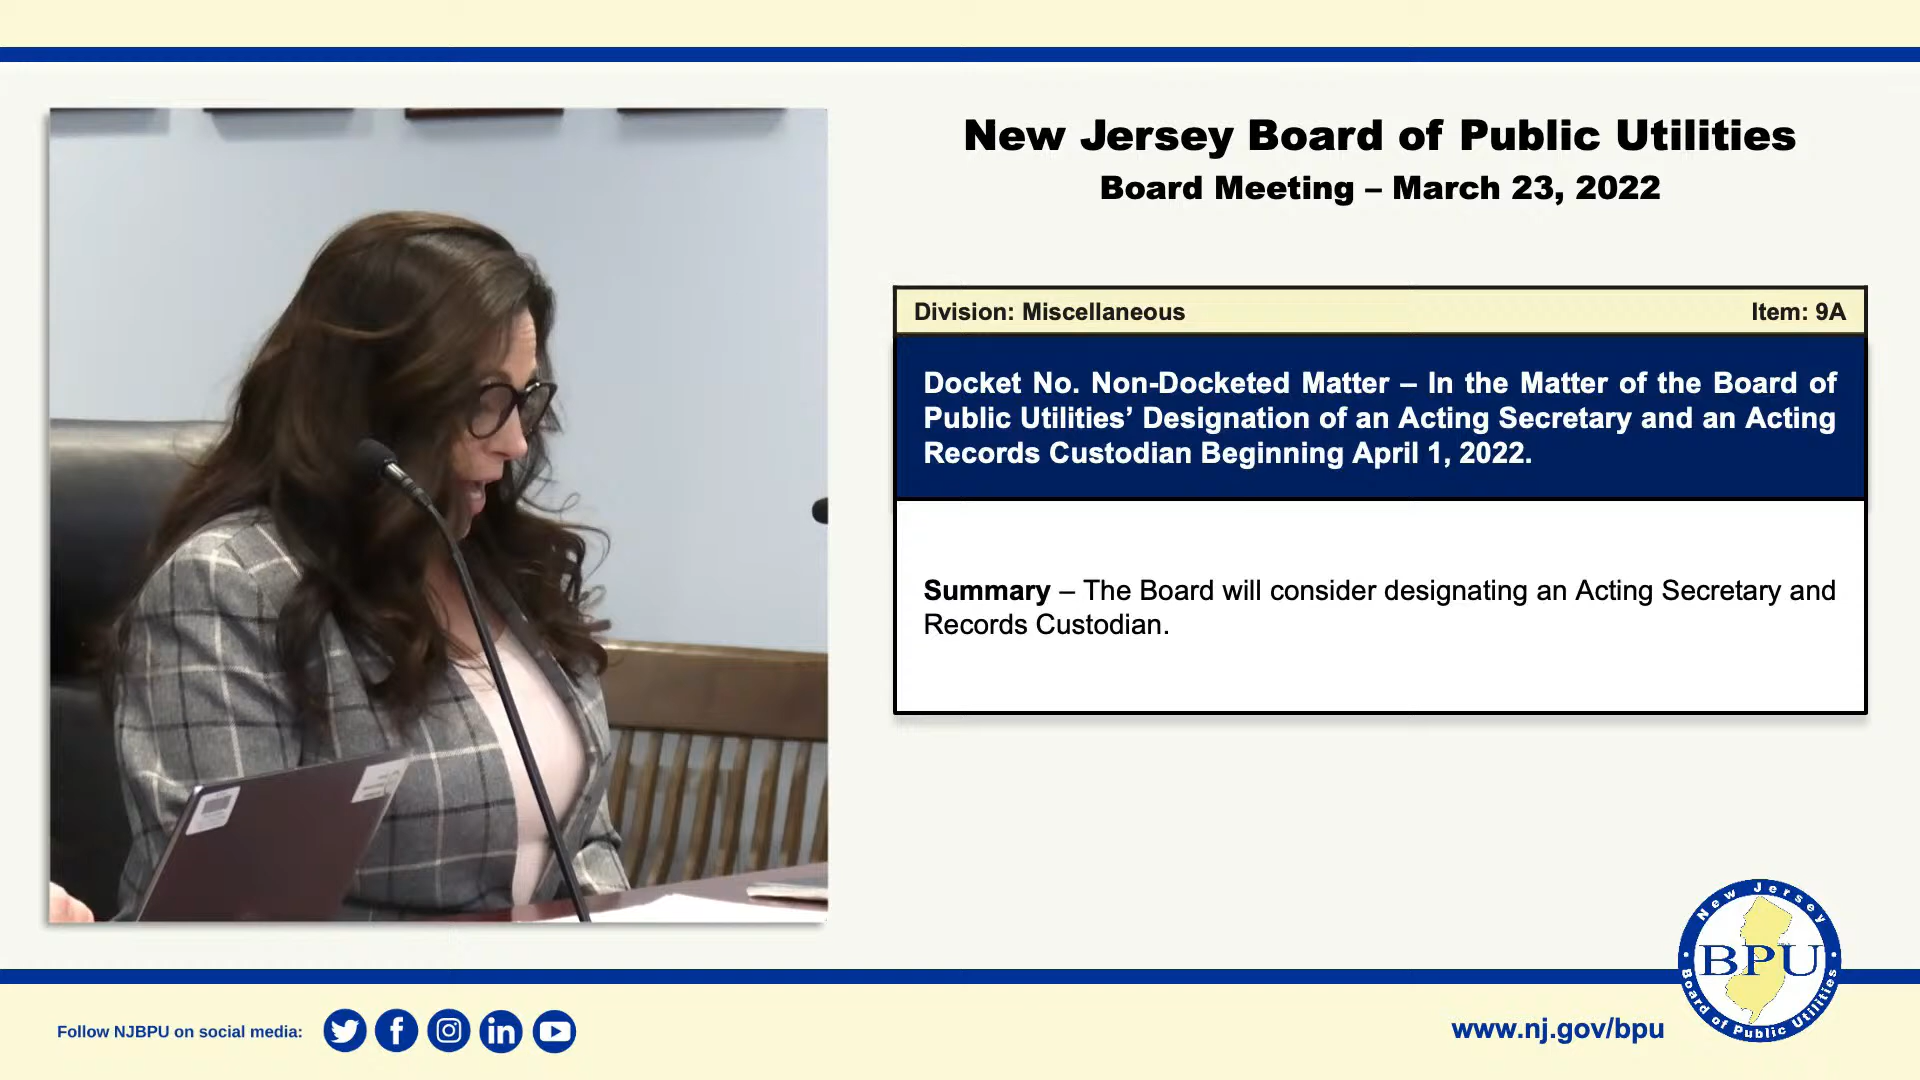 New Jersey Board of Public Utilities
Board Meeting – March 23, 2022
Division: Miscellaneous
Item: 9A
Docket No. Non-Docketed Matter – In the Matter of the Board of
Public Utilities’ Designation of an Acting Secretary and an Acting
Records Custodian Beginning April 1, 2022.
Summary – The Board will consider designating an Acting Secretary and
Records Custodian.
Follow NJBPU on social media:
www.nj.gov/bpu
New Jersey
BPU
Board of Public Utilities